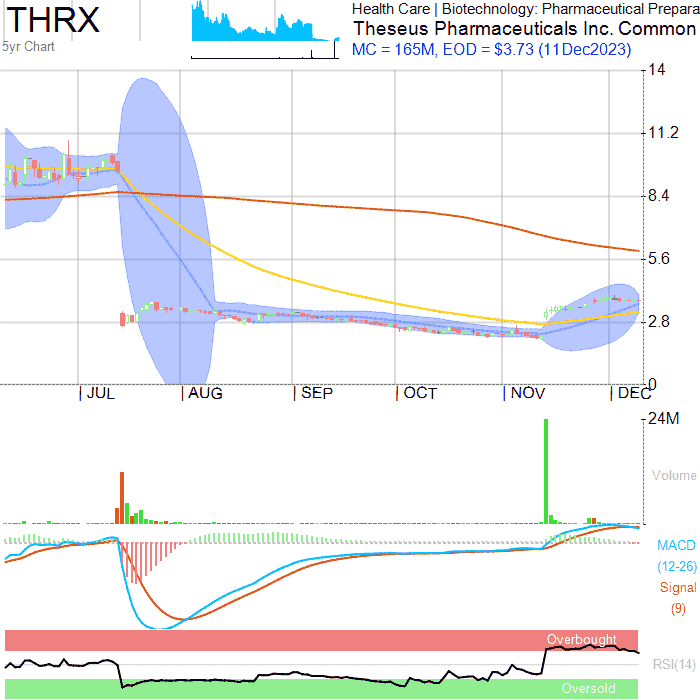 THRX
5yr Chart
Health Care | Biotechnology: Pharmaceutical Prepara
Theseus Pharmaceuticals Inc. Common
MC = 165M, EOD = $3.73 (11Dec2023)
14
11.2
8.4
5.6
2.8
0
JUL AUG SEP OCT NOV DEC
24M
Volume
MACD
(12-26)
Signal
(9)
Overbought
RSI(14)
Oversold